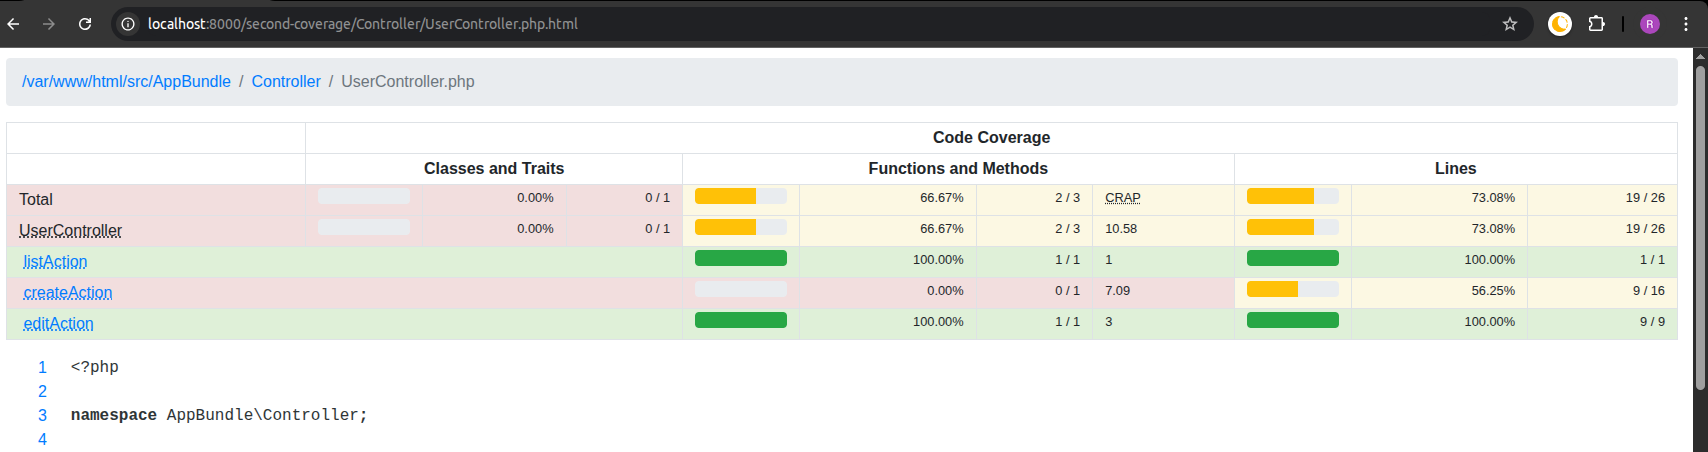 localhost:8000/second-coverage/Controller/UserController.php.html
R
/var/www/html/src/AppBundle / Controller / UserController.php
Code Coverage
Classes and Traits Functions and Methods Lines
Total 0.00% 0 / 1 66.67% 2 / 3 CRAP 73.08% 19 / 26
UserController 0.00% 0 / 1 66.67% 2 / 3 10.58 73.08% 19 / 26
listAction 100.00% 1 / 1 1 100.00% 1 / 1
createAction 0.00% 0 / 1 7.09 56.25% 9 / 16
editAction 100.00% 1 / 1 3 100.00% 9 / 9
1 <?php
2
3 namespace AppBundle\Controller;
4